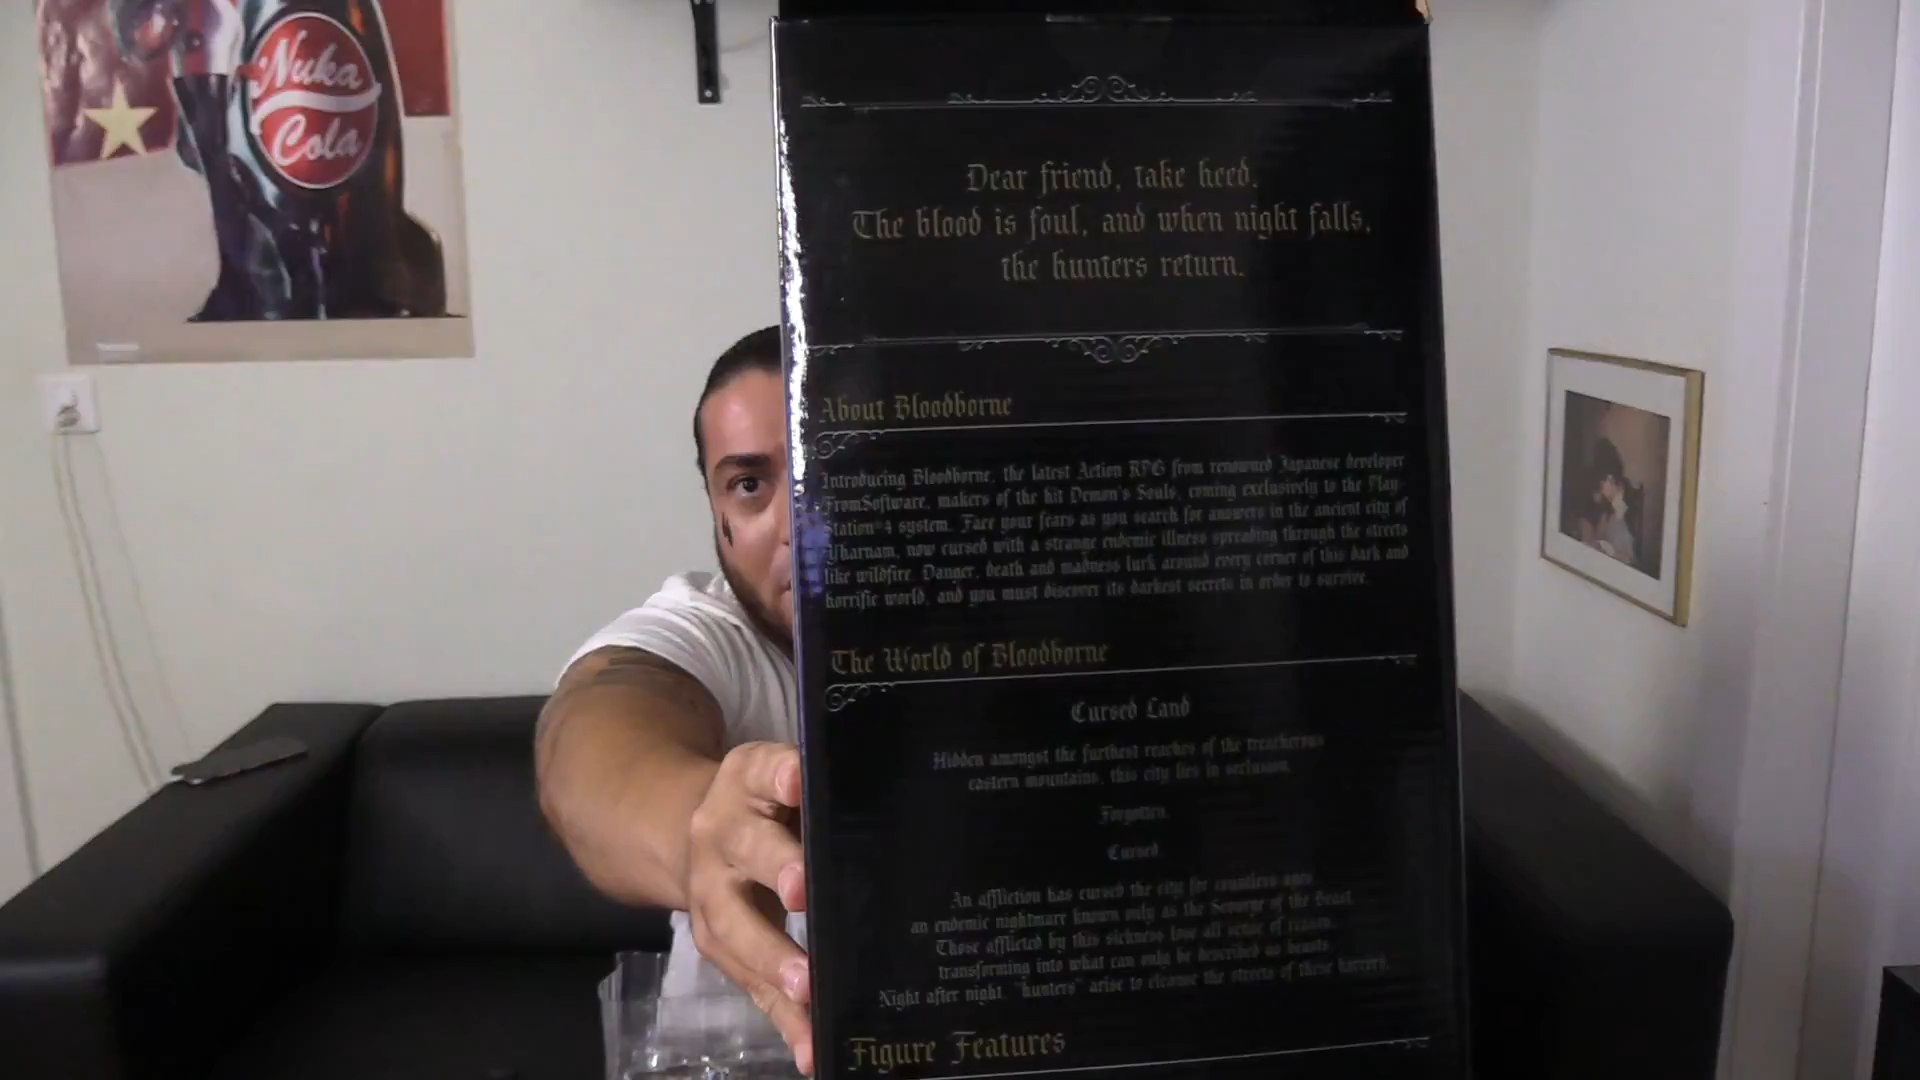 Nuka
Cola
Dear friend, take heed.
The blood is foul, and when night falls,
the hunters return.
About Bloodborne
Introducing Bloodborne, the latest Action RPG from renowned Japanese developer
FromSoftware, makers of the hit Demon's Souls, coming exclusively to the Play-
Station®4 system. Face your fears as you search for answers in the ancient city of
Yharnam, now cursed with a strange endemic illness spreading through the streets
like wildfire. Danger, death and madness lurk around every corner of this dark and
horrific world, and you must discover its darkest secrets in order to survive.
The World of Bloodborne
Cursed Land
Hidden amongst the furthest reaches of the treacherous
eastern mountains, this city lies in seclusion.
Forgotten.
Cursed.
An affliction has cursed the city for countless ages
an endemic nightmare known only as the Scourge of the Beast.
Those afflicted by this sickness lose all sense of reason,
transforming into what can only be described as beasts.
Night after night, "hunters" arise to cleanse the streets of these horrors.
Figure Features